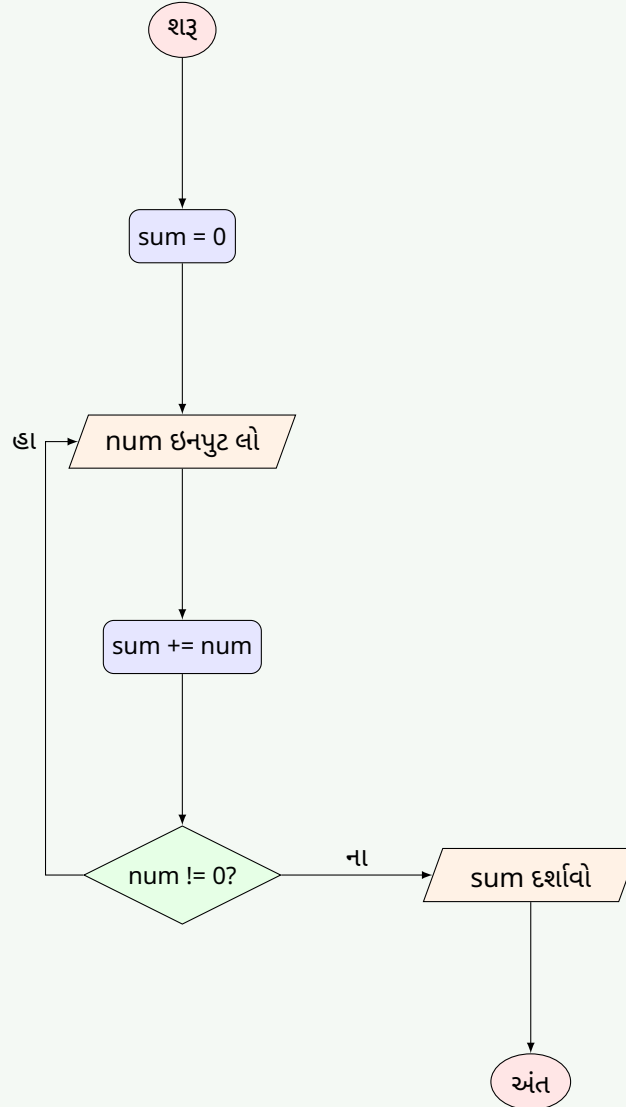 શરૂ
sum = 0
હા
num ઇનપુટ લો
sum += num
num != 0?
ના
sum દર્શાવો
અંત